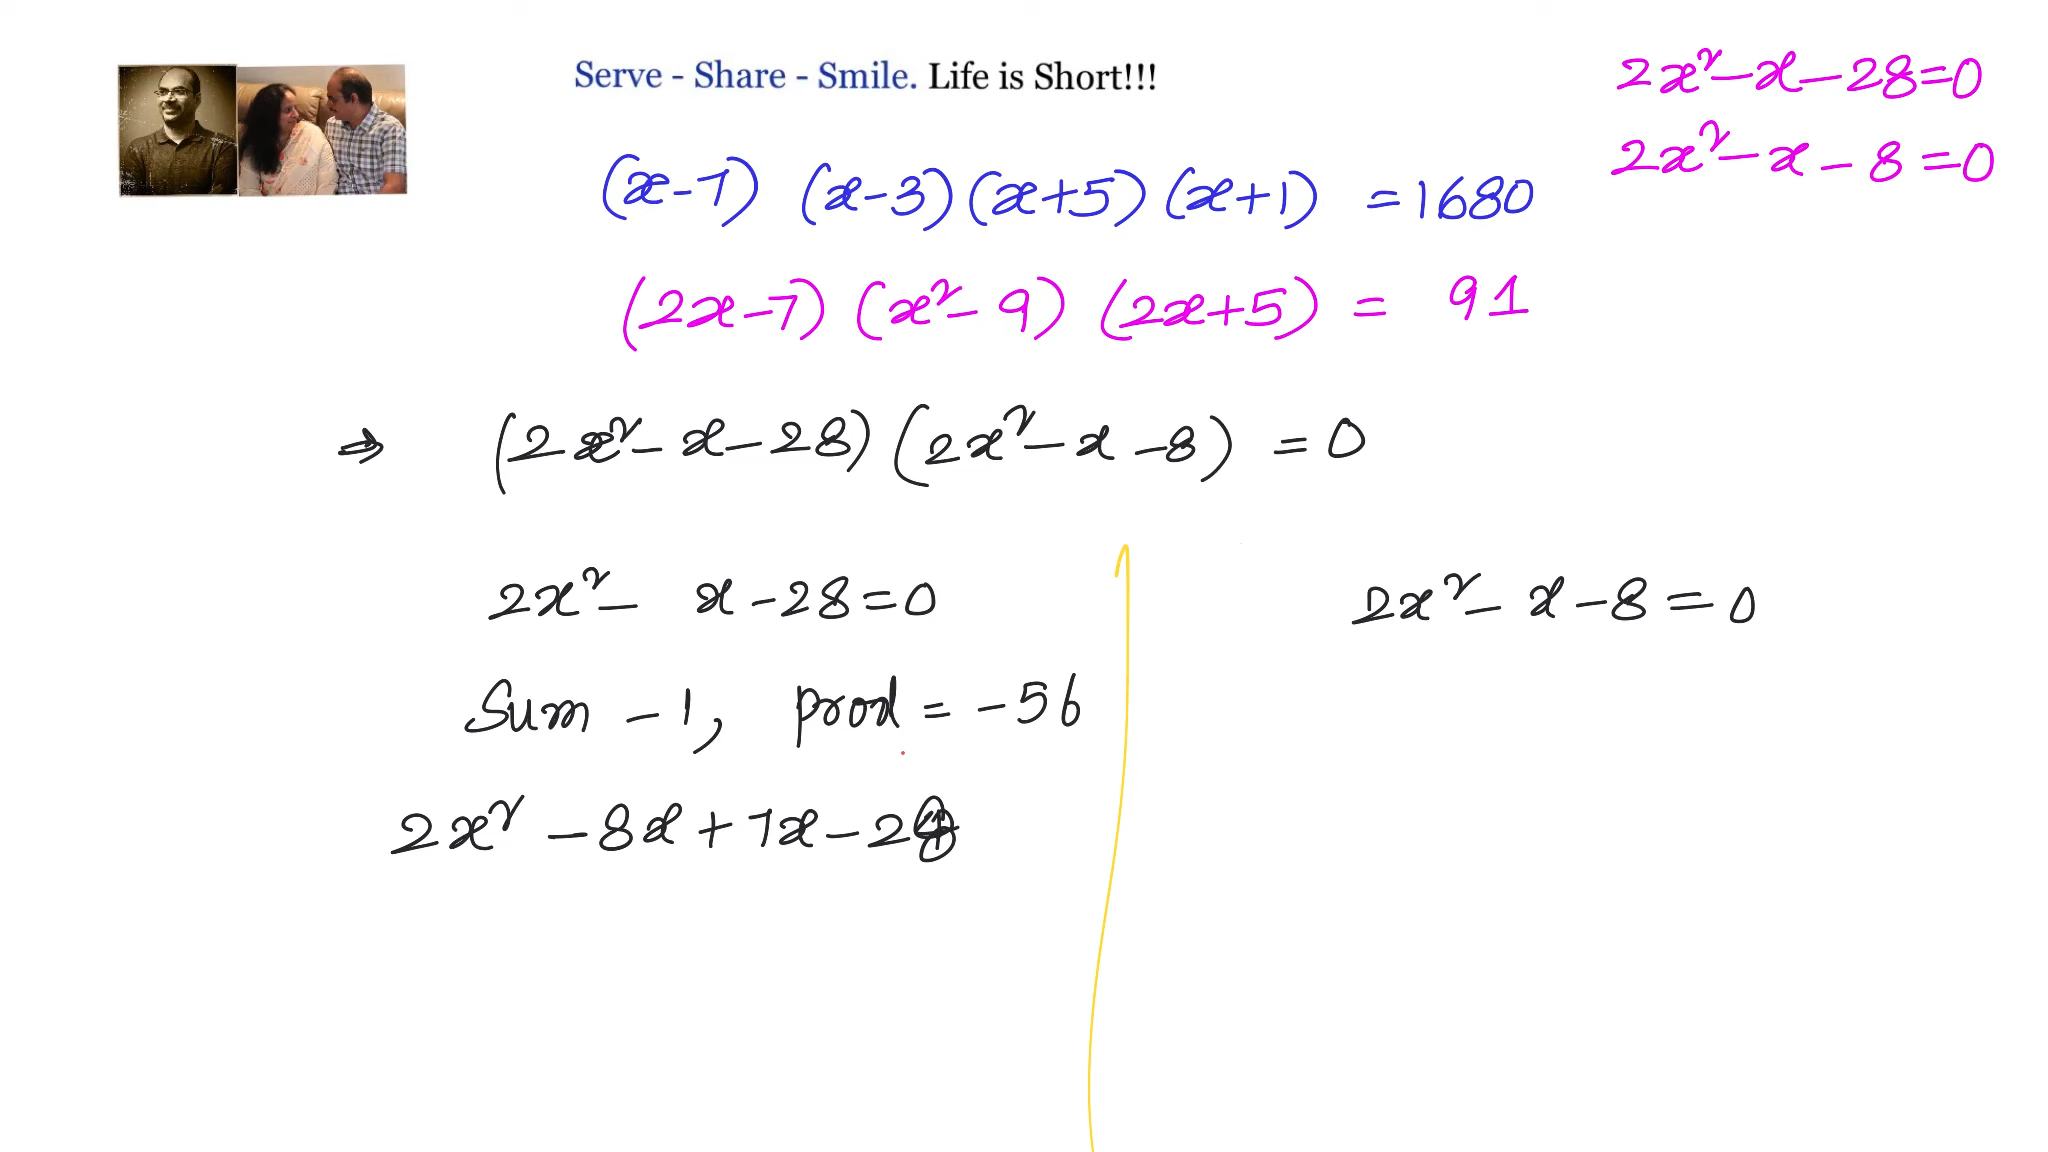 Serve - Share - Smile. Life is Short!!!
2x² - x - 28 = 0
2x² - x - 8 = 0
(x-7) (x-3) (x+5) (x+1) = 1680
(2x-7) (x²-9) (2x+5) = 91
⇒ (2x² - x - 28) (2x² - x - 8) = 0
2x² - x - 28 = 0
2x² - x - 8 = 0
Sum - 1, prod = - 56
2x² - 8x + 7x - 28